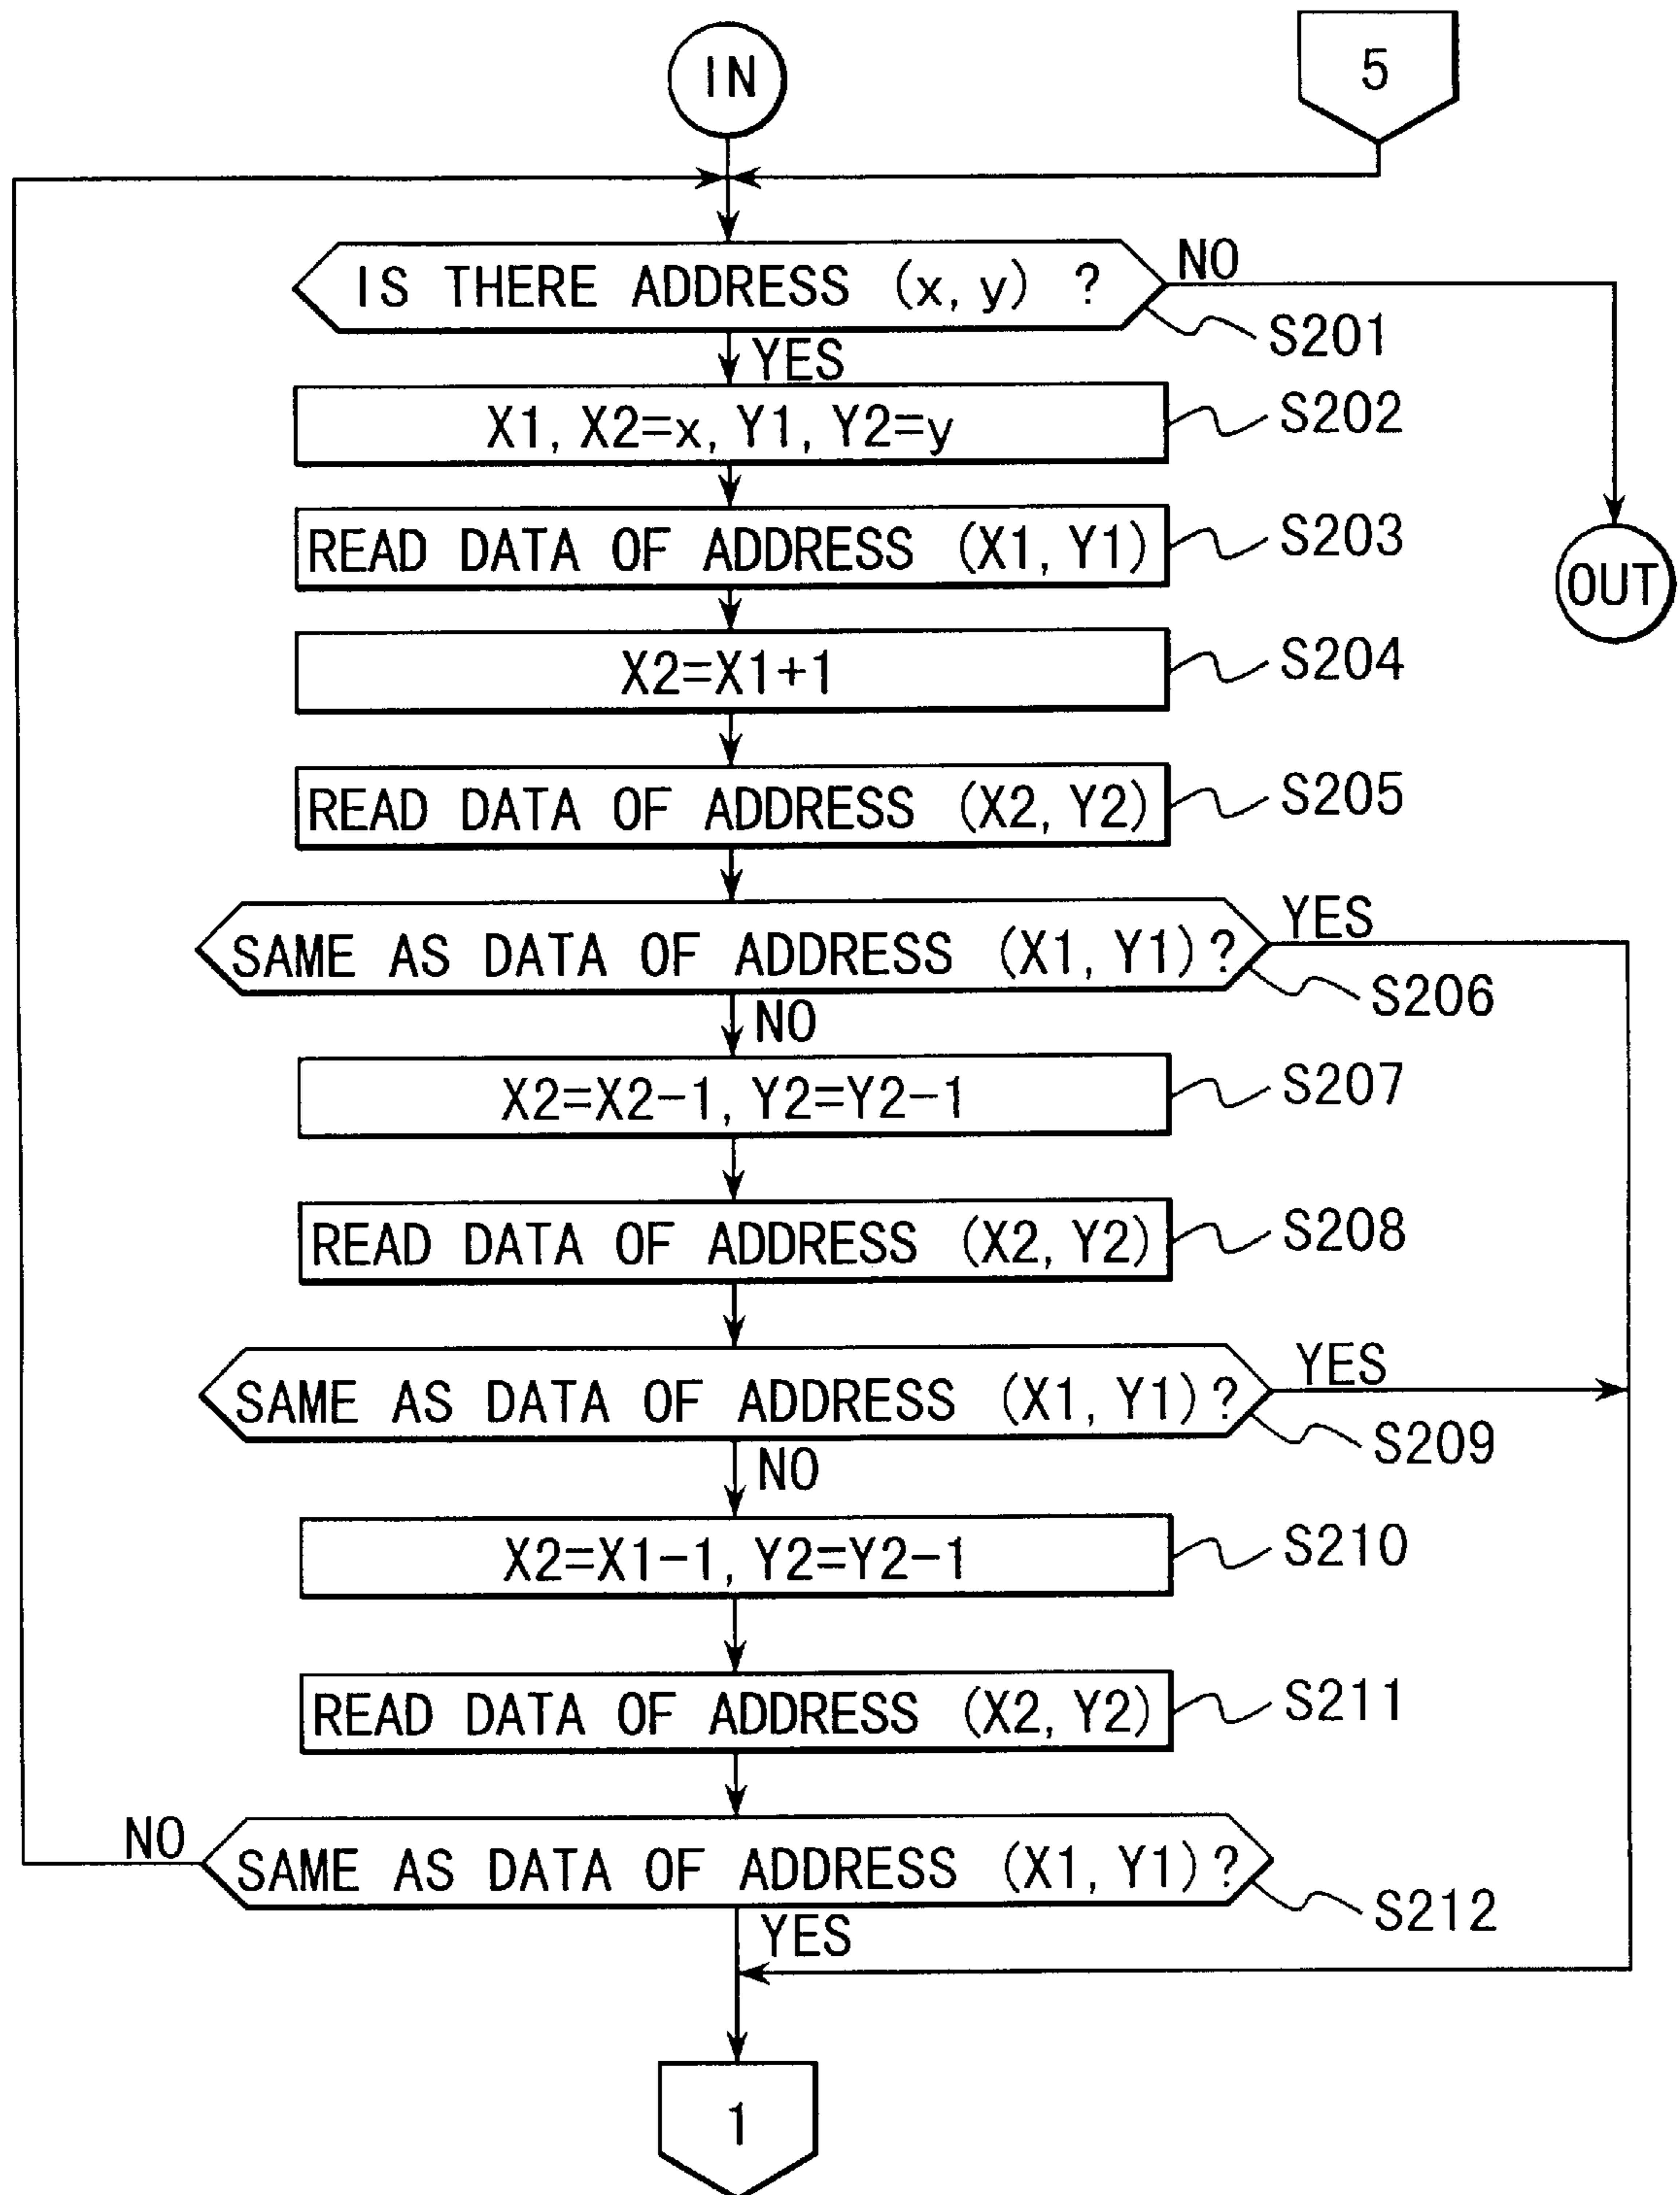 IN
5
IS THERE ADDRESS (x, y) ?
NO
S201
YES
X1, X2=x, Y1, Y2=y
S202
READ DATA OF ADDRESS (X1, Y1)
S203
OUT
X2=X1+1
S204
READ DATA OF ADDRESS (X2, Y2)
S205
SAME AS DATA OF ADDRESS (X1, Y1) ?
YES
S206
NO
X2=X2-1, Y2=Y2-1
S207
READ DATA OF ADDRESS (X2, Y2)
S208
SAME AS DATA OF ADDRESS (X1, Y1) ?
YES
S209
NO
X2=X1-1, Y2=Y2-1
S210
READ DATA OF ADDRESS (X2, Y2)
S211
NO
SAME AS DATA OF ADDRESS (X1, Y1) ?
S212
YES
1